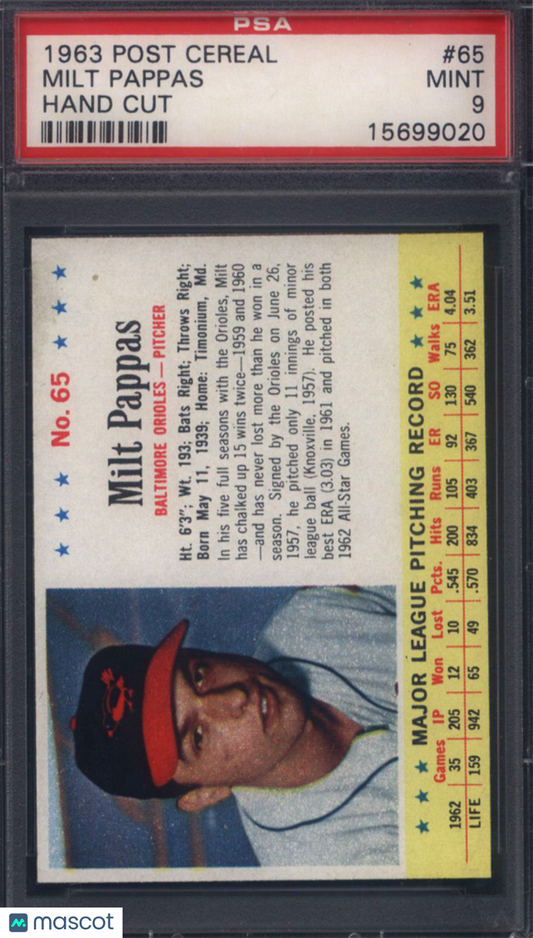 PSA
1963 POST CEREAL #65
MILT PAPPAS MINT
HAND CUT 9
15699020
★ ★ ★ No. 65 ★ ★ ★ ★
Milt Pappas
BALTIMORE ORIOLES — PITCHER
Ht. 6'3"; Wt. 193; Bats Right; Throws Right;
Born May 11, 1939; Home: Timonium, Md.
In his five full seasons with the Orioles, Milt
has chalked up 15 wins twice—1959 and 1960
—and has never lost more than he won in a
season. Signed by the Orioles on June 26,
1957, he pitched only 11 innings of minor
league ball (Knoxville, 1957). He posted his
best ERA (3.03) in 1961 and pitched in both
1962 All-Star Games.
★ ★ ★ MAJOR LEAGUE PITCHING RECORD ★ ★ ★
Games IP Won Lost Pcts. Hits Runs ER SO Walks ERA
1962 35 205 12 10 .545 200 105 92 130 75 4.04
LIFE 159 942 65 49 .570 834 403 367 540 362 3.51
mascot